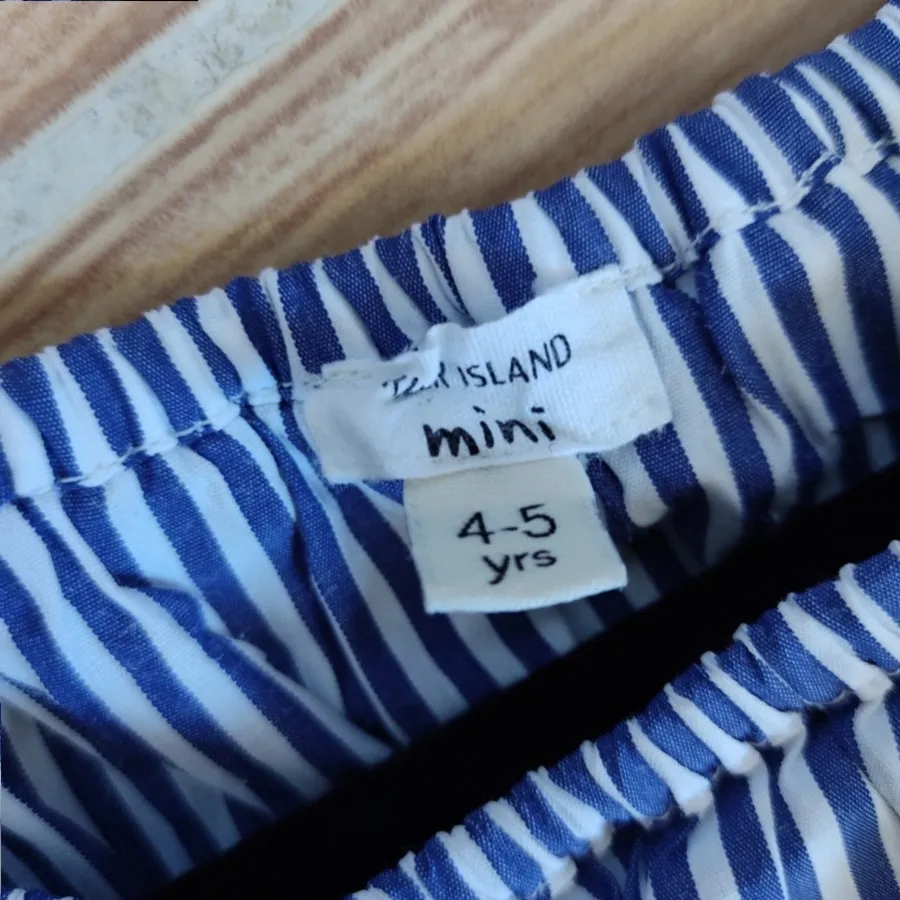 ISLAND
mini
4-5
yrs